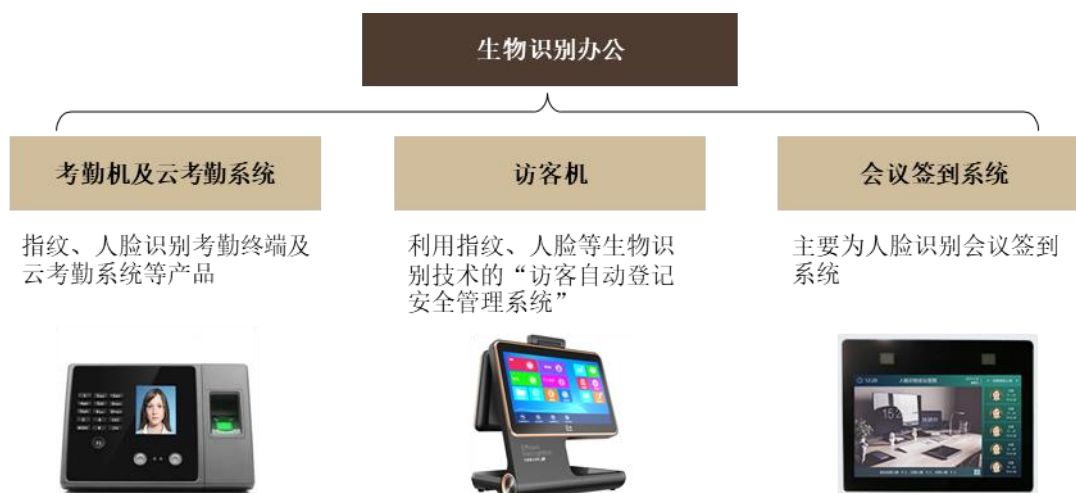 生物识别办公
考勤机及云考勤系统
访客机
会议签到系统
指纹、人脸识别考勤终端及
云考勤系统等产品
利用指纹、人脸等生物识
别技术的“访客自动登记
安全管理系统”
主要为人脸识别会议签到
系统